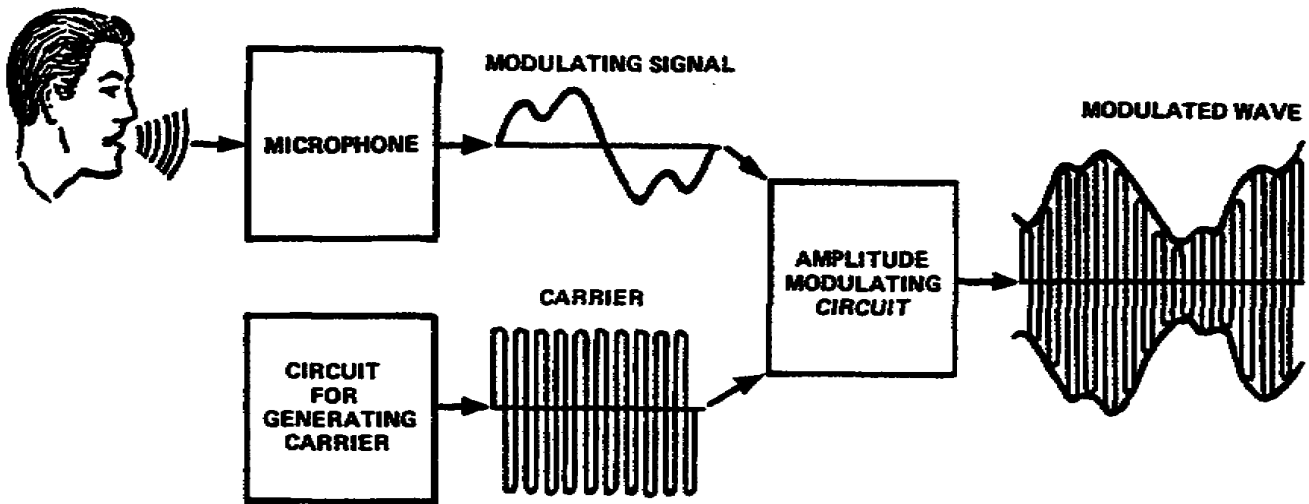 MICROPHONE
MODULATING SIGNAL
CIRCUIT
FOR
GENERATING
CARRIER
CARRIER
AMPLITUDE
MODULATING
CIRCUIT
MODULATED WAVE